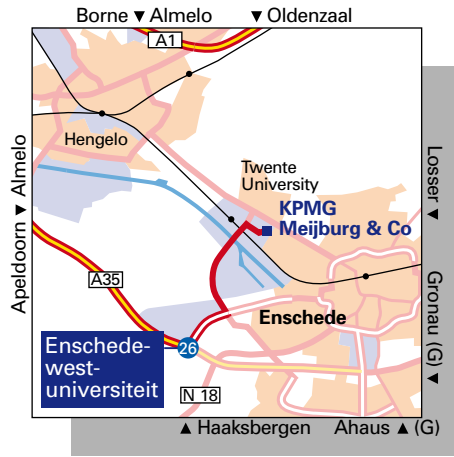 Borne ▼ Almelo ▼ Oldenzaal
A1
Hengelo
Twente
University
KPMG
Meijburg & Co
Apeldoorn ▼ Almelo
Losser ▲
Gronau (G) ▲
A35
Enschede
26
Enschede-
west-
universiteit
N 18
▲ Haaksbergen Ahaus ▲ (G)